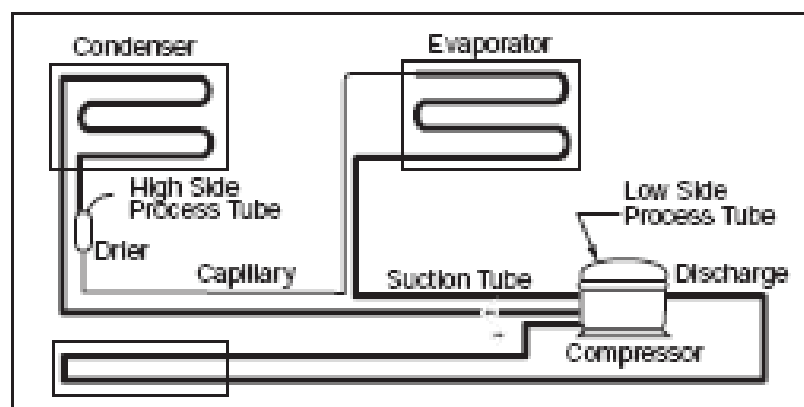 Condenser
Evaporator
High Side
Process Tube
Low Side
Process Tube
Drier
Capillary
Suction Tube
Discharge
Compressor